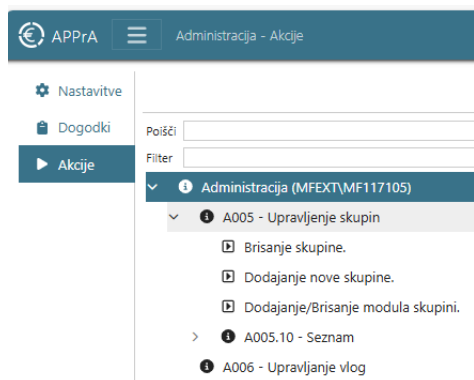 APPrA
Administracija - Akcije
Nastavitve
Dogodki
Akcije
Poišči
Filter
Administracija (MFEXT\MF117105)
A005 - Upravljenje skupin
Brisanje skupine.
Dodajanje nove skupine.
Dodajanje/Brisanje modula skupini.
A005.10 - Seznam
A006 - Upravljanje vlog